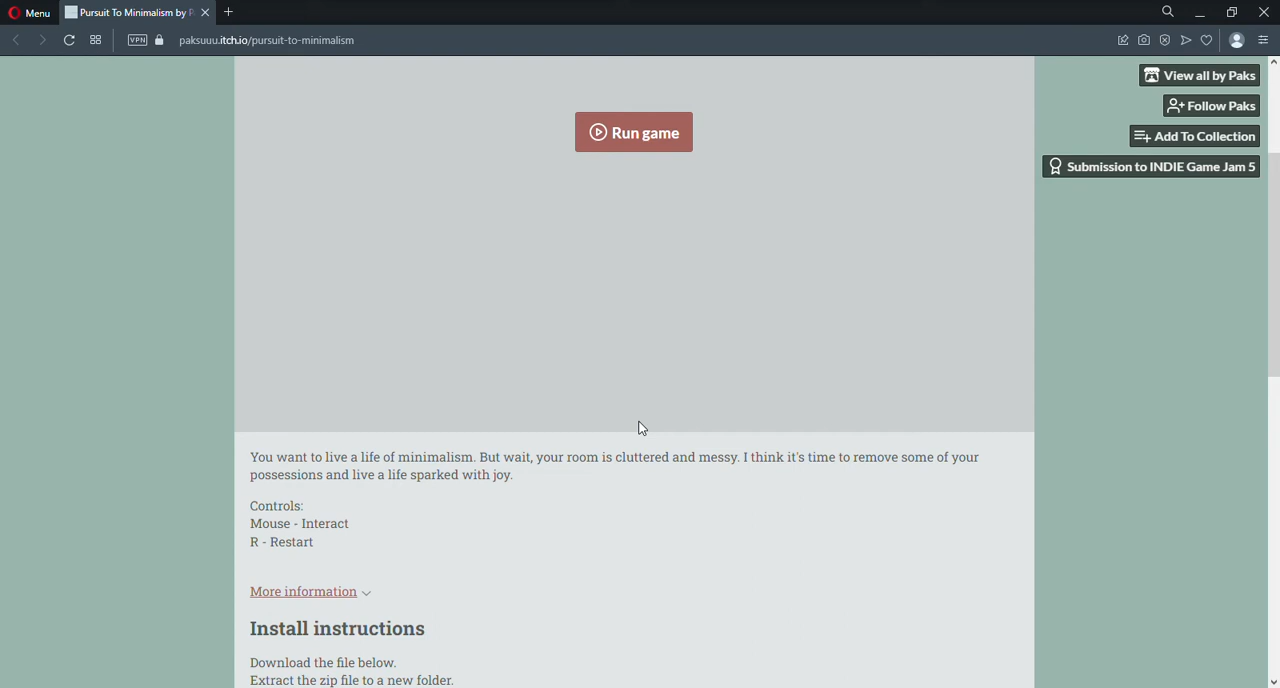 Menu
Pursuit To Minimalism by P
VPN
paksuuu.itch.io/pursuit-to-minimalism
View all by Paks
Follow Paks
Add To Collection
Submission to INDIE Game Jam 5
Run game
You want to live a life of minimalism. But wait, your room is cluttered and messy. I think it's time to remove some of your
possessions and live a life sparked with joy.
Controls:
Mouse - Interact
R - Restart
More information
Install instructions
Download the file below.
Extract the zip file to a new folder.